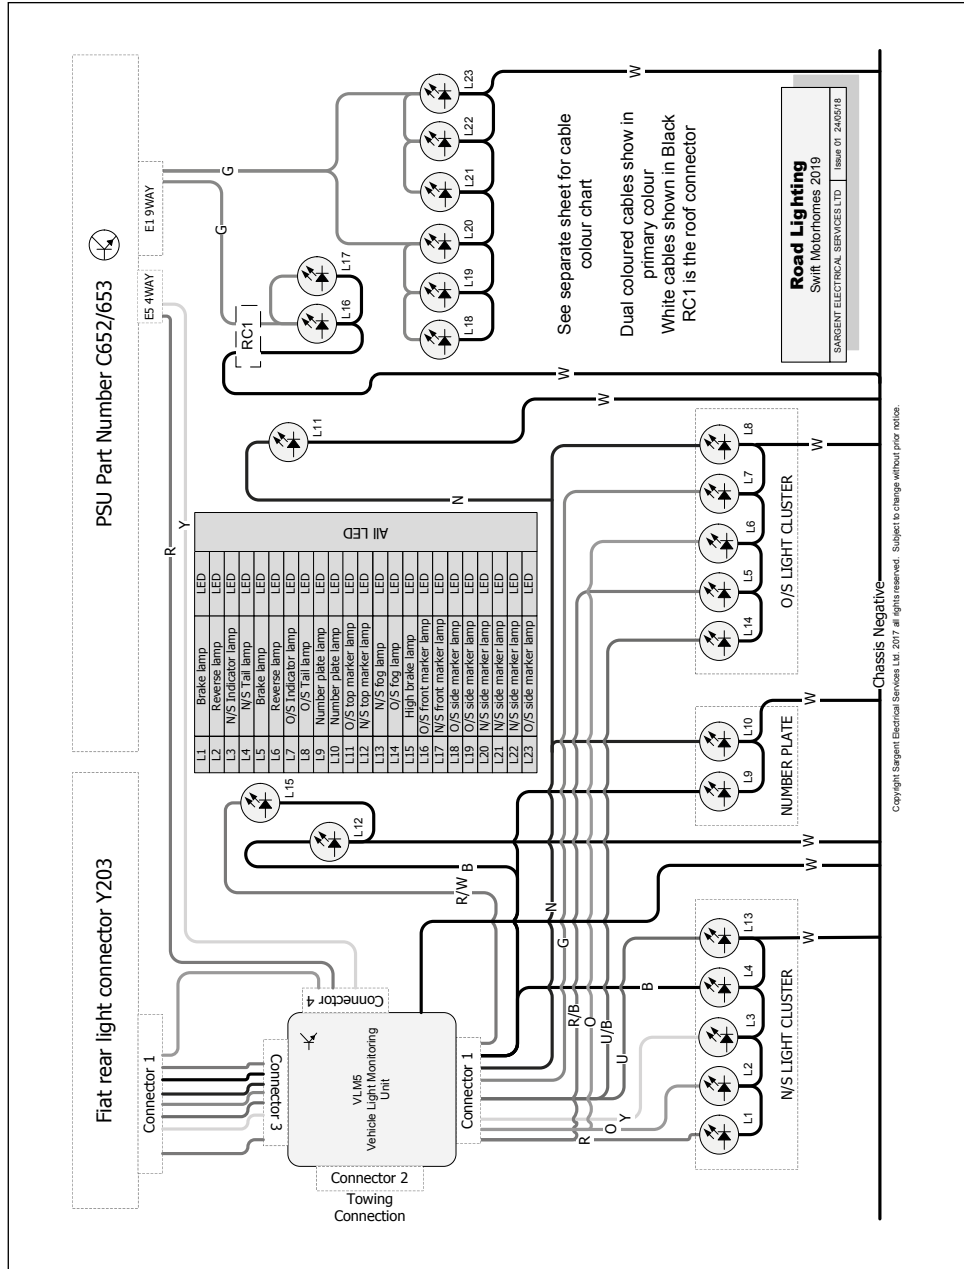 Fiat rear light connector Y203
PSU Part Number C652/653
Connector 1
E5 4WAY
E1 9WAY
R
Y
G
G
Connector 3
Connector 4
VLM5
Vehicle Light Monitoring
Unit
Connector 2
Towing
Connection
Connector 1
R/W
B
L15
L12
L1 Brake lamp LED
L2 Reverse lamp LED
L3 N/S Indicator lamp LED
L4 N/S Tail lamp LED
L5 Brake lamp LED
L6 Reverse lamp LED
L7 O/S Indicator lamp LED
L8 O/S Tail lamp LED
L9 Number plate lamp LED
L10 Number plate lamp LED
L11 O/S top marker lamp LED
L12 N/S top marker lamp LED
L13 N/S fog lamp LED
L14 O/S fog lamp LED
L15 High brake lamp LED
L16 O/S front marker lamp LED
L17 N/S front marker lamp LED
L18 O/S side marker lamp LED
L19 O/S side marker lamp LED
L20 N/S side marker lamp LED
L21 N/S side marker lamp LED
L22 N/S side marker lamp LED
L23 O/S side marker lamp LED
All LED
N
L11
RC1
L16
L17
L18
L19
L20
L21
L22
L23
See separate sheet for cable
colour chart
Dual coloured cables show in
primary colour
White cables shown in Black
RC1 is the roof connector
R
O
Y
U
U/B
O
R/B
G
N
B
L1
L2
L3
L4
L13
N/S LIGHT CLUSTER
L9
L10
NUMBER PLATE
L14
L5
L6
L7
L8
O/S LIGHT CLUSTER
W
W
W
W
W
W
W
W
Chassis Negative
Road Lighting
Swift Motorhomes 2019
SARGENT ELECTRICAL SERVICES LTD Issue 01 24/05/18
Copyright Sargent Electrical Services Ltd. 2017 all rights reserved. Subject to change without prior notice.